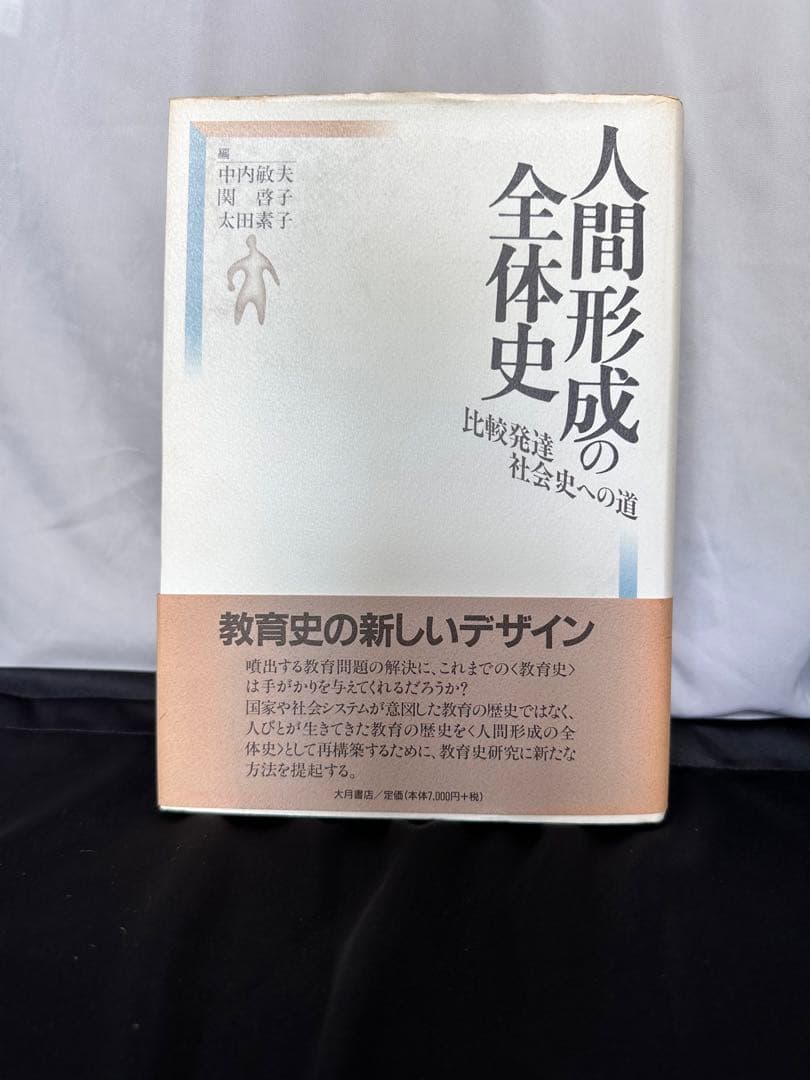 人間形成の
全体史
比較発達
社会史への道
編
中内敏夫
関 啓子
太田素子
教育史の新しいデザイン
噴出する教育問題の解決に、これまでの〈教育史〉
は手がかりを与えてくれるだろうか?
国家や社会システムが意図した教育の歴史ではなく、
人びとが生きてきた教育の歴史を〈人間形成の全
体史〉として再構築するために、教育史研究に新たな
方法を提起する。
大月書店/定価(本体7,000円+税)